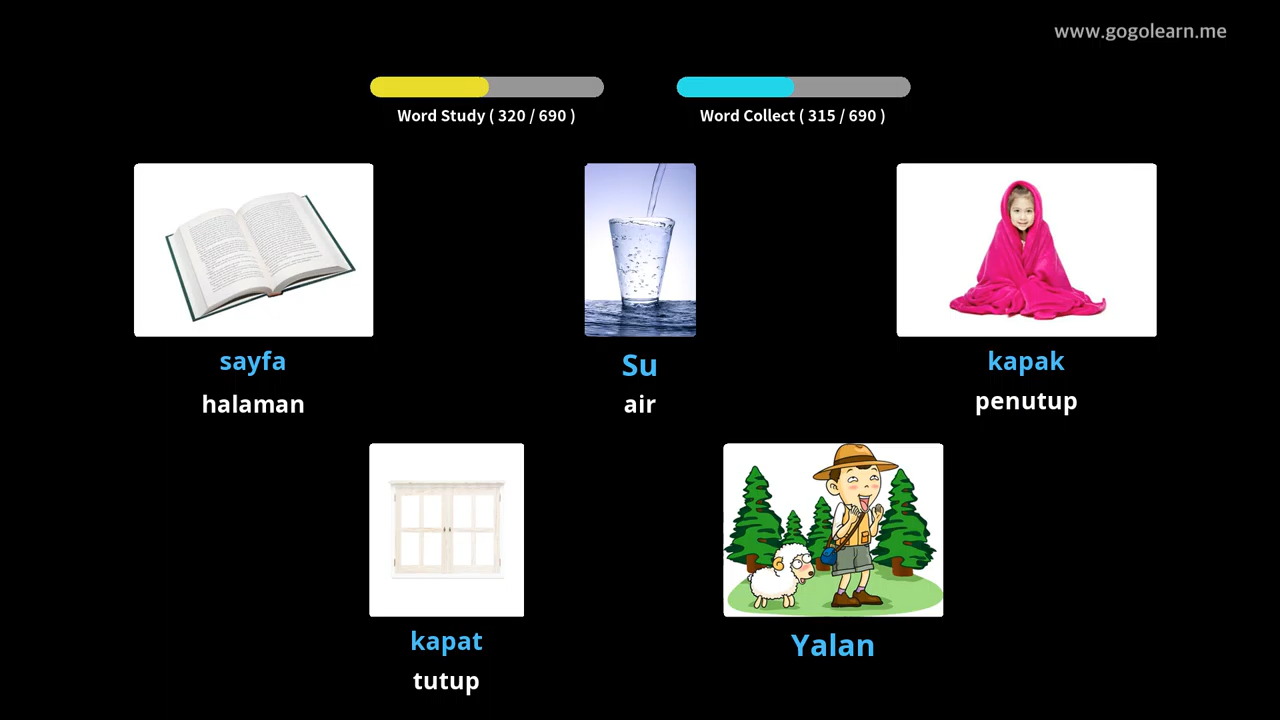 www.gogolearn.me
Word Study ( 320 / 690 )
Word Collect ( 315 / 690 )
sayfa
halaman
Su
air
kapak
penutup
kapat
tutup
Yalan